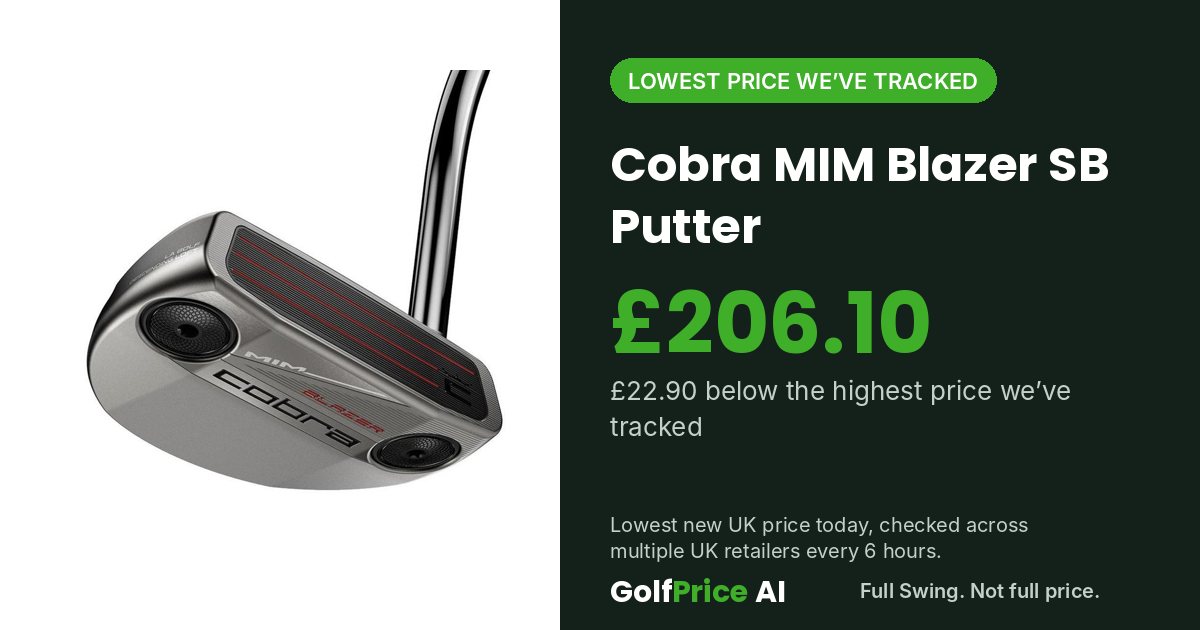 LA GOLF
MIM
BLAZER
cobra
LOWEST PRICE WE’VE TRACKED
Cobra MIM Blazer SB
Putter
£206.10
£22.90 below the highest price we’ve
tracked
Lowest new UK price today, checked across
multiple UK retailers every 6 hours.
GolfPrice AI
Full Swing. Not full price.